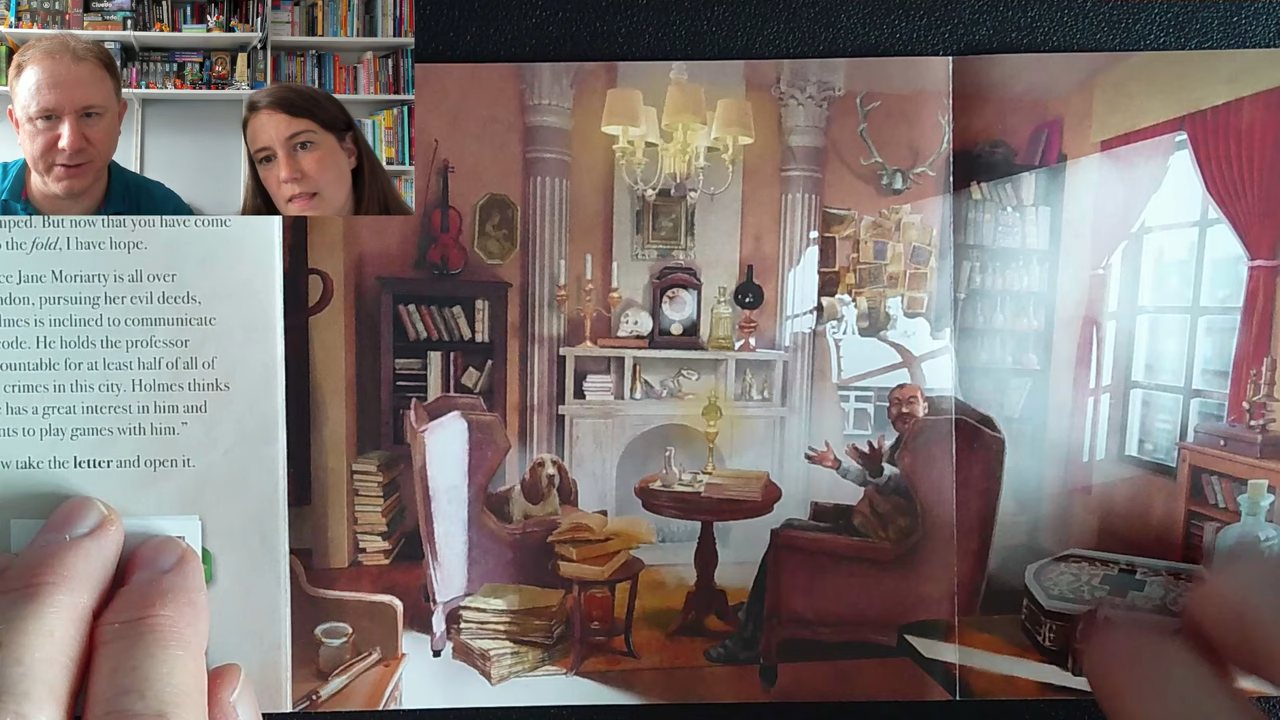 Cluedo
mped. But now that you have come
the fold, I have hope.
ce Jane Moriarty is all over
ndon, pursuing her evil deeds,
lmes is inclined to communicate
code. He holds the professor
ountable for at least half of all of
crimes in this city. Holmes thinks
has a great interest in him and
nts to play games with him.”
w take the letter and open it.